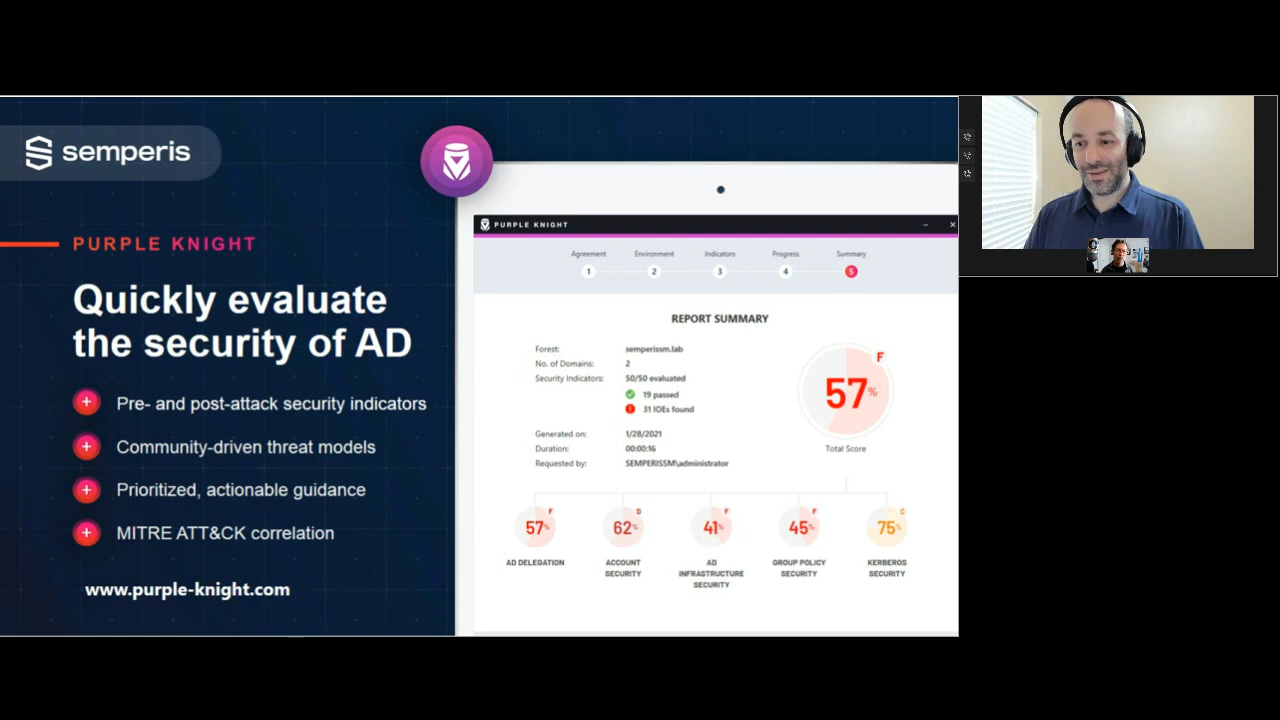 semperis
PURPLE KNIGHT
Quickly evaluate
the security of AD
+ Pre- and post-attack security indicators
+ Community-driven threat models
+ Prioritized, actionable guidance
+ MITRE ATT&CK correlation
www.purple-knight.com
PURPLE KNIGHT
Agreement Environment Indicators Progress Summary
1 2 3 4 5
REPORT SUMMARY
Forest: semperissm.lab
No. of Domains: 2
Security Indicators: 50/50 evaluated
19 passed
31 IOEs found
Generated on: 1/28/2021
Duration: 00:00:16
Requested by: SEMPERISSM\administrator
F
57%
Total Score
57% F
AD DELEGATION
62% D
ACCOUNT
SECURITY
41% F
AD
INFRASTRUCTURE
SECURITY
45% F
GROUP POLICY
SECURITY
75% C
KERBEROS
SECURITY